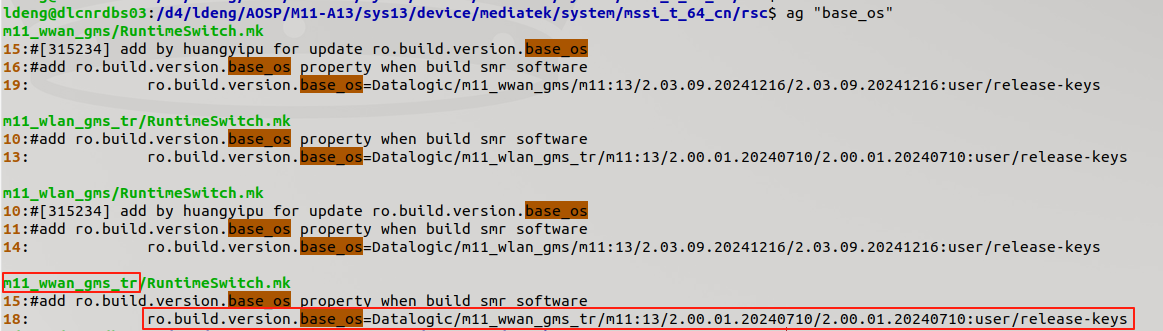 ldeng@dlcnrdbs03:/d4/ldeng/AOSP/M11-A13/sys13/device/mediatek/system/mssi_t_64_cn/rsc$ ag "base_os"
m11_wwan_gms/RuntimeSwitch.mk
15:#[315234] add by huangyipu for update ro.build.version.base_os
16:#add ro.build.version.base_os property when build smr software
19:             ro.build.version.base_os=Datalogic/m11_wwan_gms/m11:13/2.03.09.20241216/2.03.09.20241216:user/release-keys
m11_wlan_gms_tr/RuntimeSwitch.mk
10:#add ro.build.version.base_os property when build smr software
13:             ro.build.version.base_os=Datalogic/m11_wlan_gms_tr/m11:13/2.00.01.20240710/2.00.01.20240710:user/release-keys
m11_wlan_gms/RuntimeSwitch.mk
10:#[315234] add by huangyipu for update ro.build.version.base_os
11:#add ro.build.version.base_os property when build smr software
14:             ro.build.version.base_os=Datalogic/m11_wlan_gms/m11:13/2.03.09.20241216/2.03.09.20241216:user/release-keys
m11_wwan_gms_tr/RuntimeSwitch.mk
15:#add ro.build.version.base_os property when build smr software
18:             ro.build.version.base_os=Datalogic/m11_wwan_gms_tr/m11:13/2.00.01.20240710/2.00.01.20240710:user/release-keys